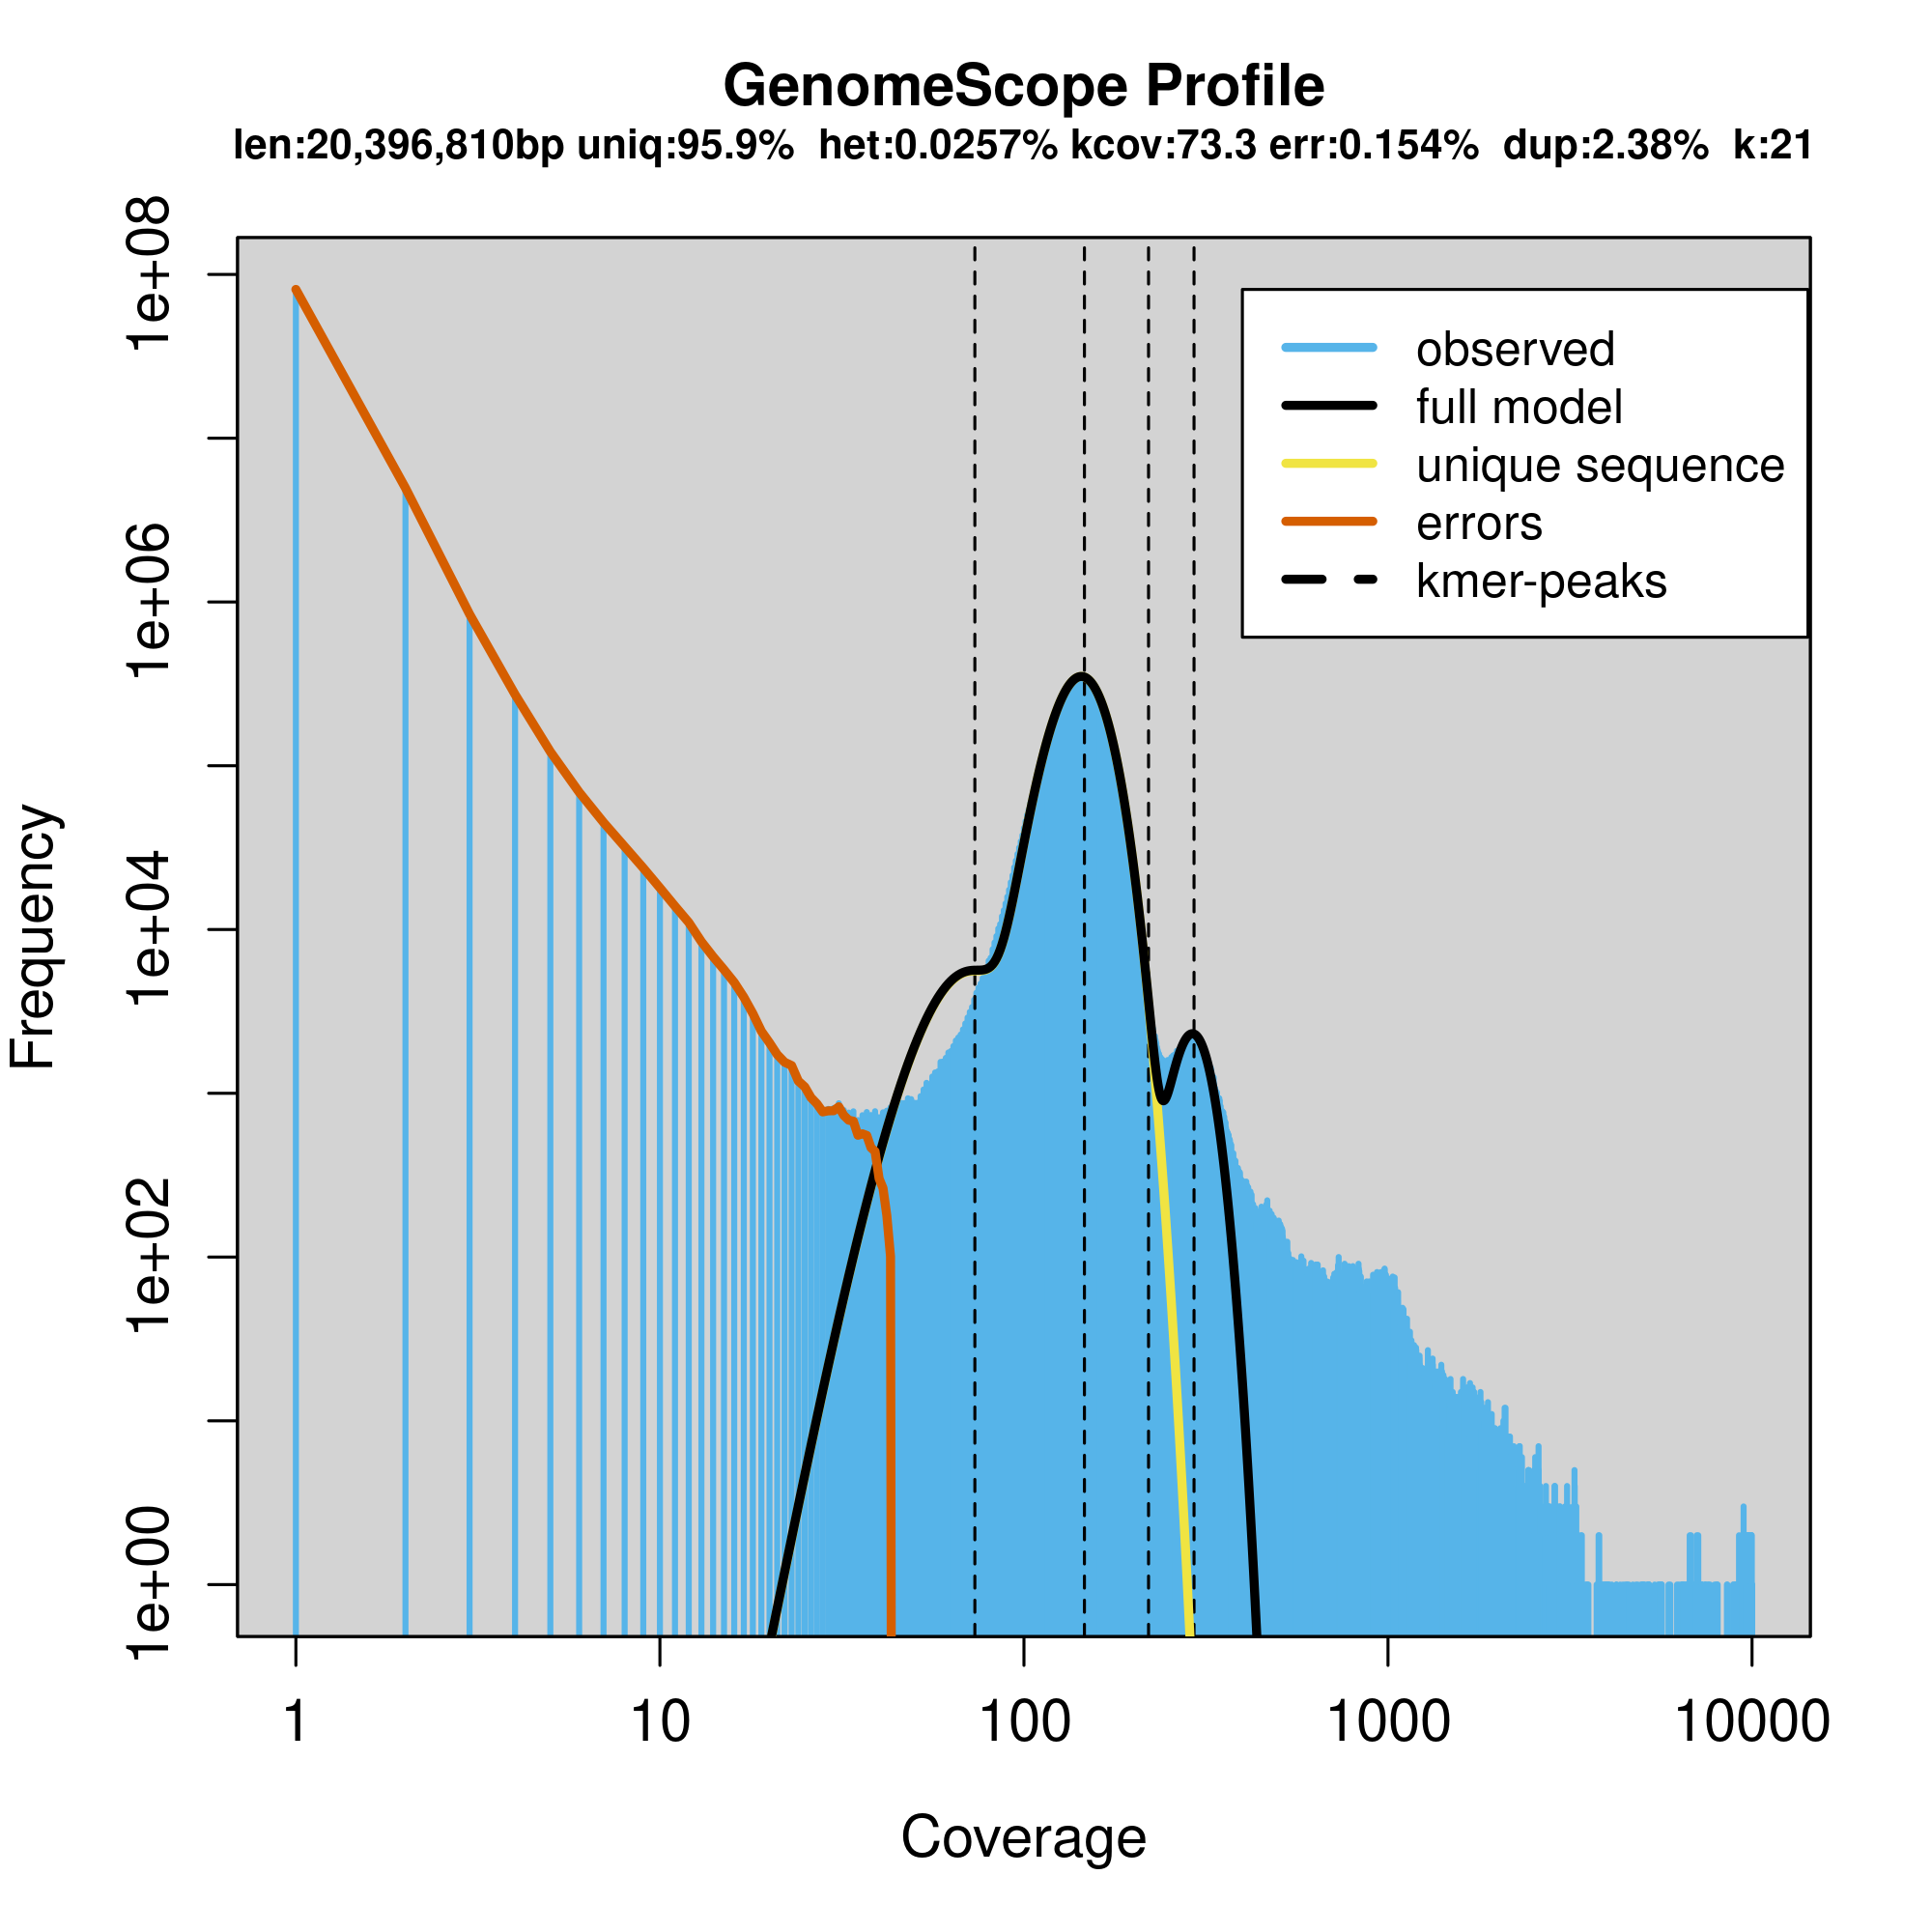 GenomeScope Profile
len:20,396,810bp uniq:95.9% het:0.0257% kcov:73.3 err:0.154% dup:2.38% k:21
1e+08
1e+06
1e+04
1e+02
1e+00
Frequency
observed
full model
unique sequence
errors
kmer-peaks
1 10 100 1000 10000
Coverage